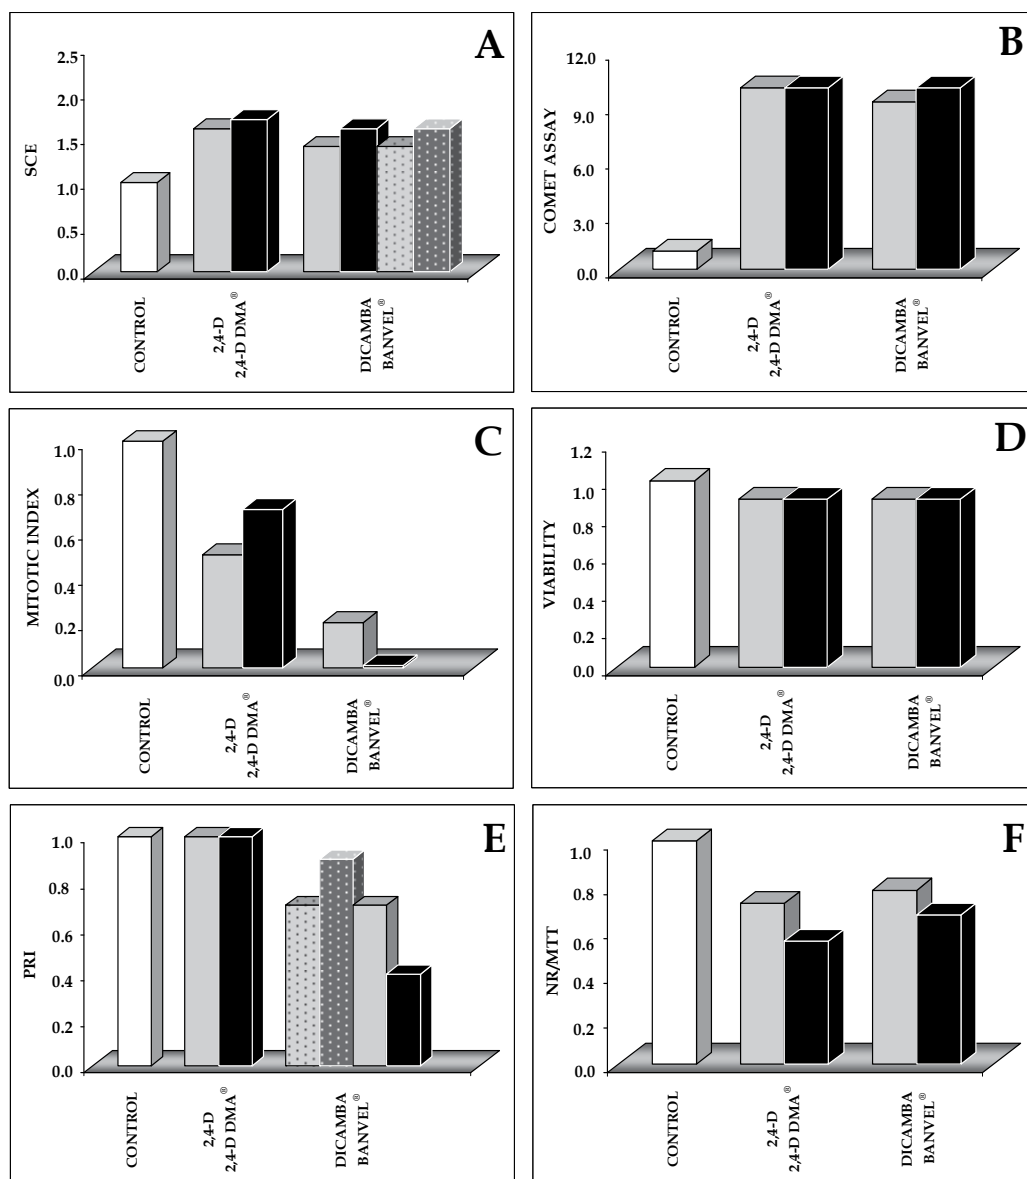 A
SCE
2.5
2.0
1.5
1.0
0.5
0.0
CONTROL
2,4-D
2,4-D DMA®
DICAMBA
BANVEL®
B
COMET ASSAY
12.0
9.0
6.0
3.0
0.0
CONTROL
2,4-D
2,4-D DMA®
DICAMBA
BANVEL®
C
MITOTIC INDEX
1.0
0.8
0.6
0.4
0.2
0.0
CONTROL
2,4-D
2,4-D DMA®
DICAMBA
BANVEL®
D
VIABILITY
1.2
1.0
0.8
0.6
0.4
0.2
0.0
CONTROL
2,4-D
2,4-D DMA®
DICAMBA
BANVEL®
E
PRI
1.0
0.8
0.6
0.4
0.2
0.0
CONTROL
2,4-D
2,4-D DMA®
DICAMBA
BANVEL®
F
NR/MTT
1.0
0.8
0.6
0.4
0.2
0.0
CONTROL
2,4-D
2,4-D DMA®
DICAMBA
BANVEL®